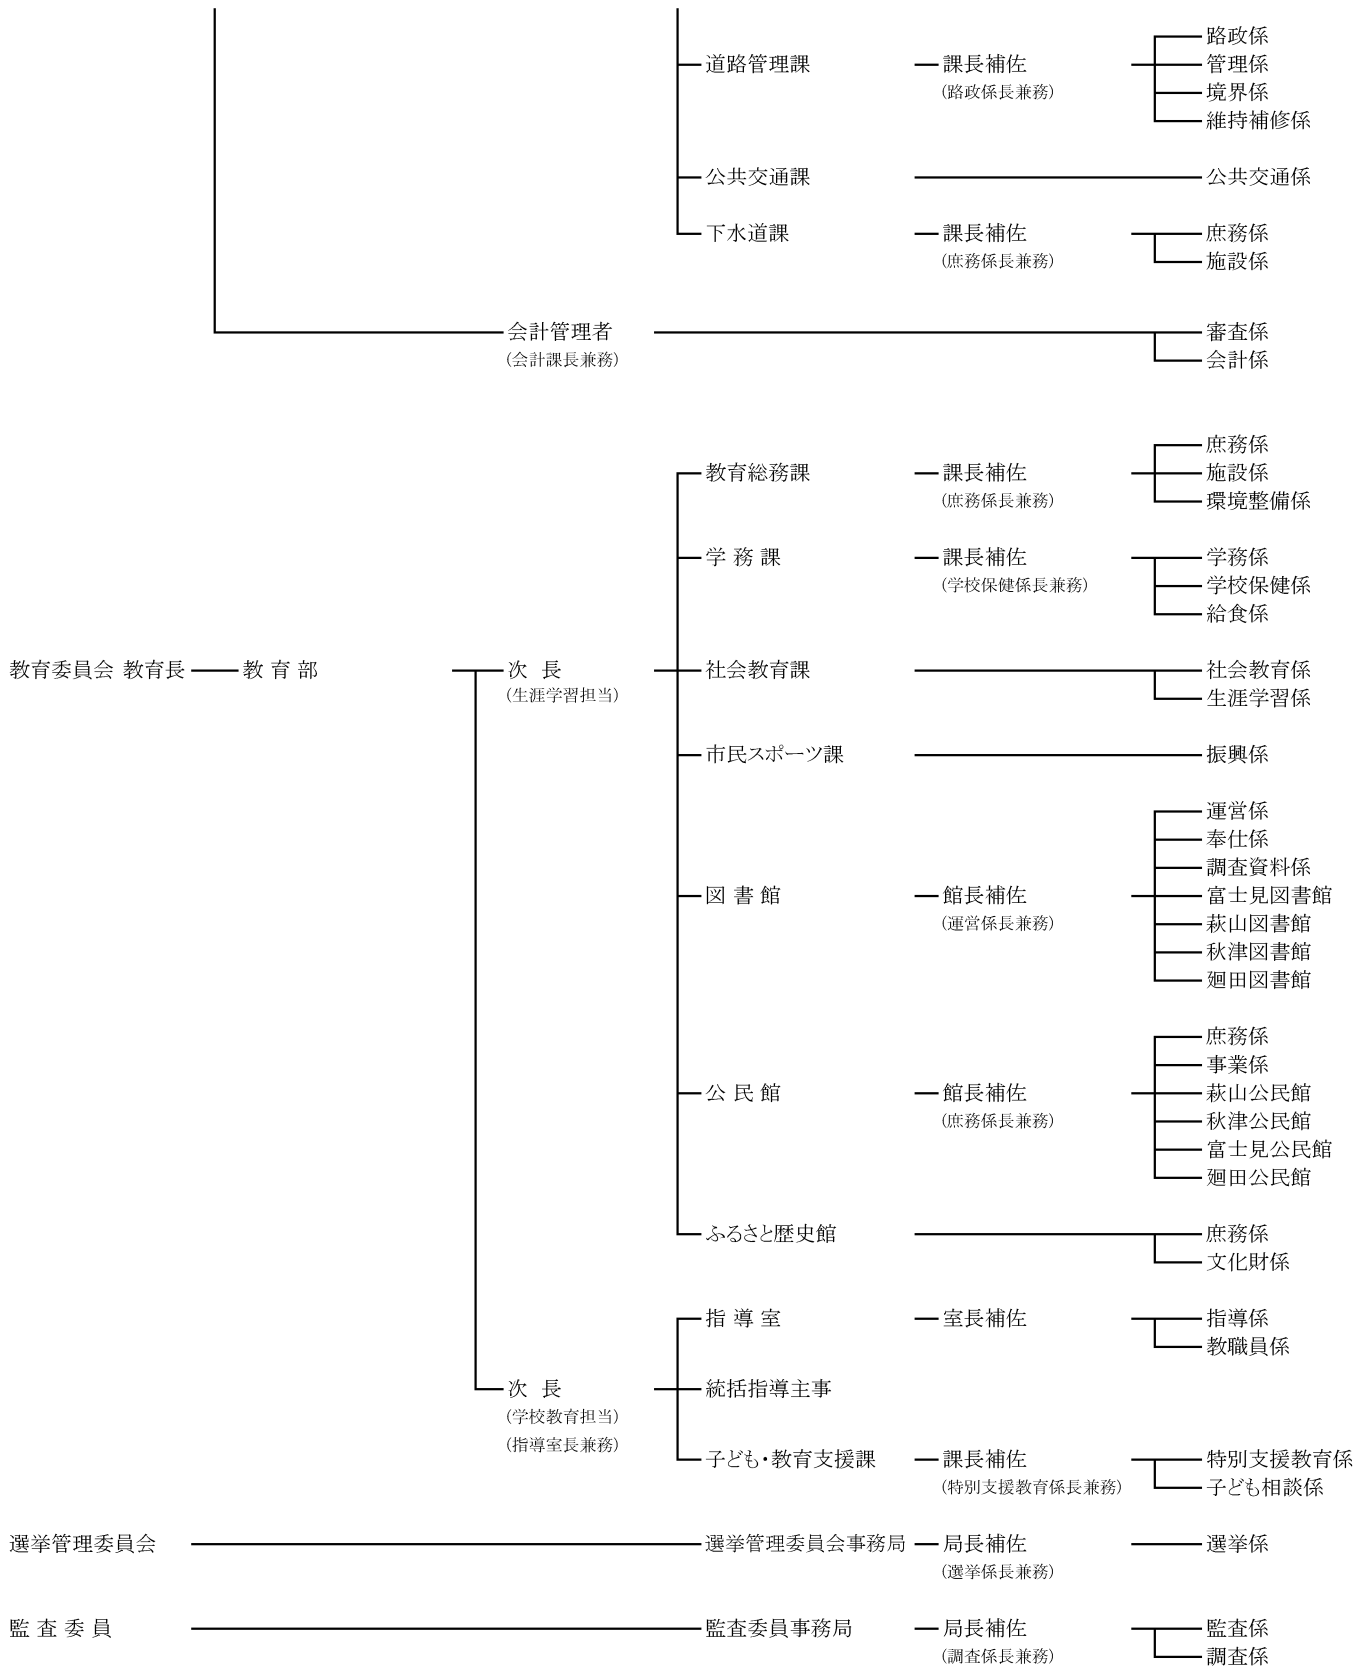 路政係
道路管理課 課長補佐 管理係
(路政係長兼務) 境界係
維持補修係
公共交通課 公共交通係
下水道課 課長補佐 庶務係
(庶務係長兼務) 施設係
会計管理者 審査係
(会計課長兼務) 会計係
庶務係
教育総務課 課長補佐 施設係
(庶務係長兼務) 環境整備係
学務課 課長補佐 学務係
(学校保健係長兼務) 学校保健係
給食係
教育委員会 教育長 教育部 次長 社会教育課 社会教育係
(生涯学習担当) 生涯学習係
市民スポーツ課 振興係
運営係
奉仕係
調査資料係
図書館 館長補佐 富士見図書館
(運営係長兼務) 萩山図書館
秋津図書館
廻田図書館
庶務係
事業係
公民館 館長補佐 萩山公民館
(庶務係長兼務) 秋津公民館
富士見公民館
廻田公民館
ふるさと歴史館 庶務係
文化財係
指導室 室長補佐 指導係
教職員係
次長 統括指導主事
(学校教育担当)
(指導室長兼務)
子ども・教育支援課 課長補佐 特別支援教育係
(特別支援教育係長兼務) 子ども相談係
選挙管理委員会 選挙管理委員会事務局 局長補佐 選挙係
(選挙係長兼務)
監査委員 監査委員事務局 局長補佐 監査係
(調査係長兼務) 調査係